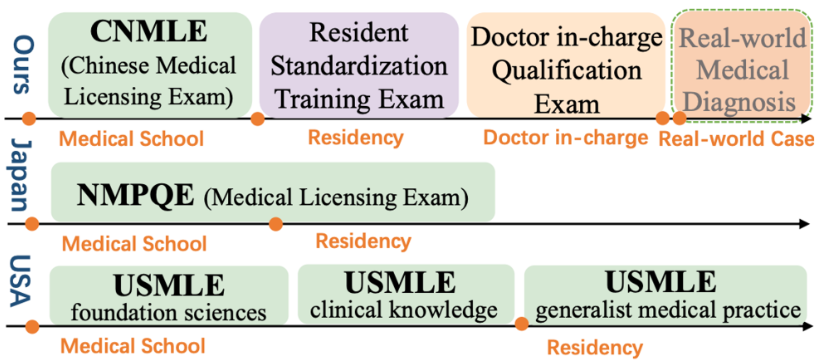 Ours
CNMLE
(Chinese Medical
Licensing Exam)
Resident
Standardization
Training Exam
Doctor in-charge
Qualification
Exam
Real-world
Medical
Diagnosis
Medical School
Residency
Doctor in-charge
Real-world Case
Japan
NMPQE (Medical Licensing Exam)
Medical School
Residency
USA
USMLE
foundation sciences
USMLE
clinical knowledge
USMLE
generalist medical practice
Medical School
Residency